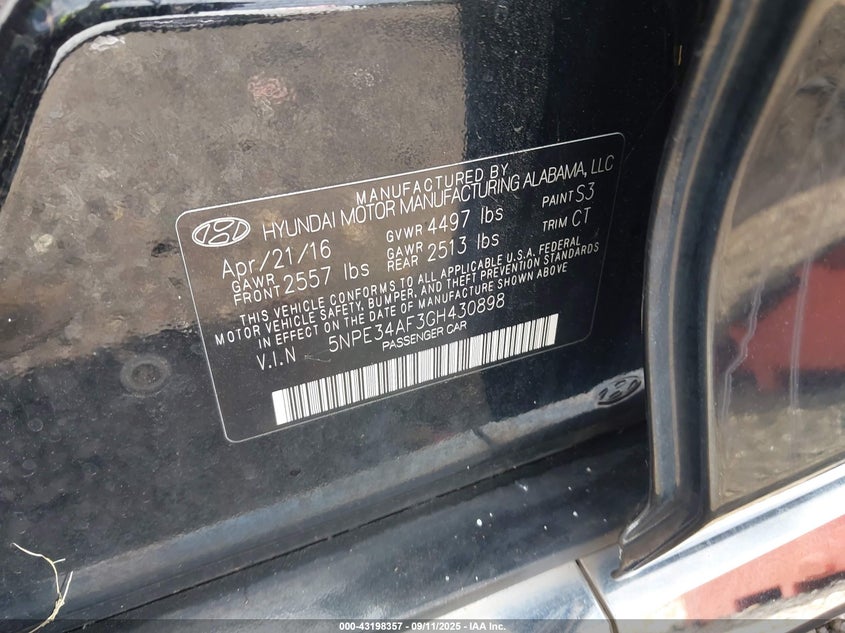 MANUFACTURED BY
HYUNDAI MOTOR MANUFACTURING ALABAMA, LLC
Apr/21/16 GVWR 4497 lbs PAINT S3
GAWR FRONT 2557 lbs GAWR REAR 2513 lbs TRIM CT
THIS VEHICLE CONFORMS TO ALL APPLICABLE U.S.A. FEDERAL
MOTOR VEHICLE SAFETY, BUMPER, AND THEFT PREVENTION STANDARDS
IN EFFECT ON THE DATE OF MANUFACTURE SHOWN ABOVE
V.I.N 5NPE34AF3GH430898
PASSENGER CAR
000-43198357 - 09/11/2025 - IAA Inc.